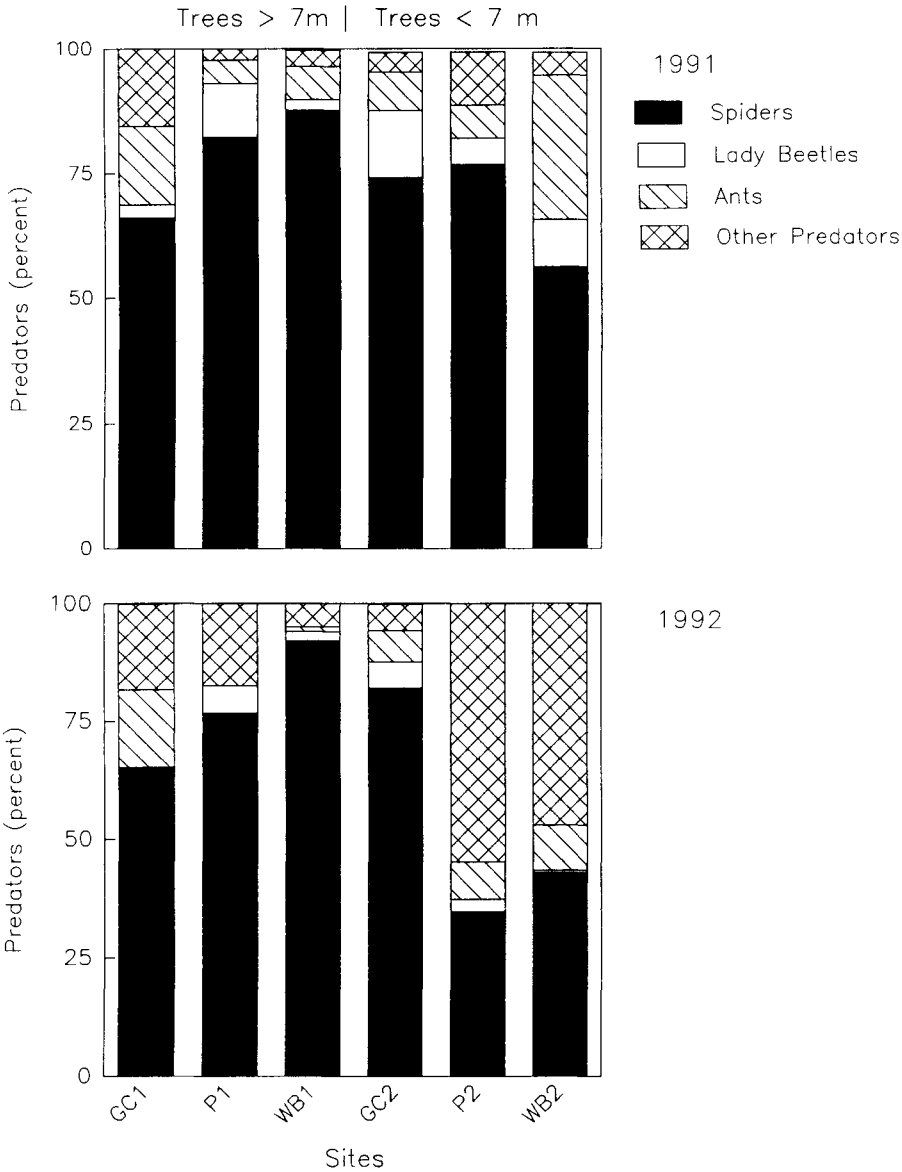 Trees > 7m | Trees < 7 m
1991
Spiders
Lady Beetles
Ants
Other Predators
Predators (percent)
100
75
50
25
0
1992
Predators (percent)
100
75
50
25
0
GC1 P1 WB1 GC2 P2 WB2
Sites